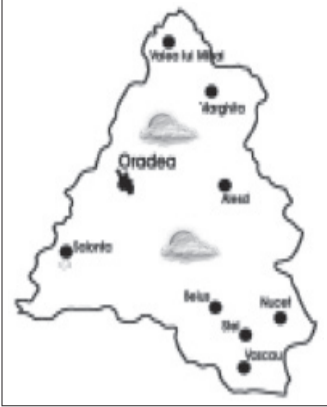 Valea lui Mihai
Marghita
Oradea
Alesd
Salonta
Beius
Nucet
Stei
Vascau